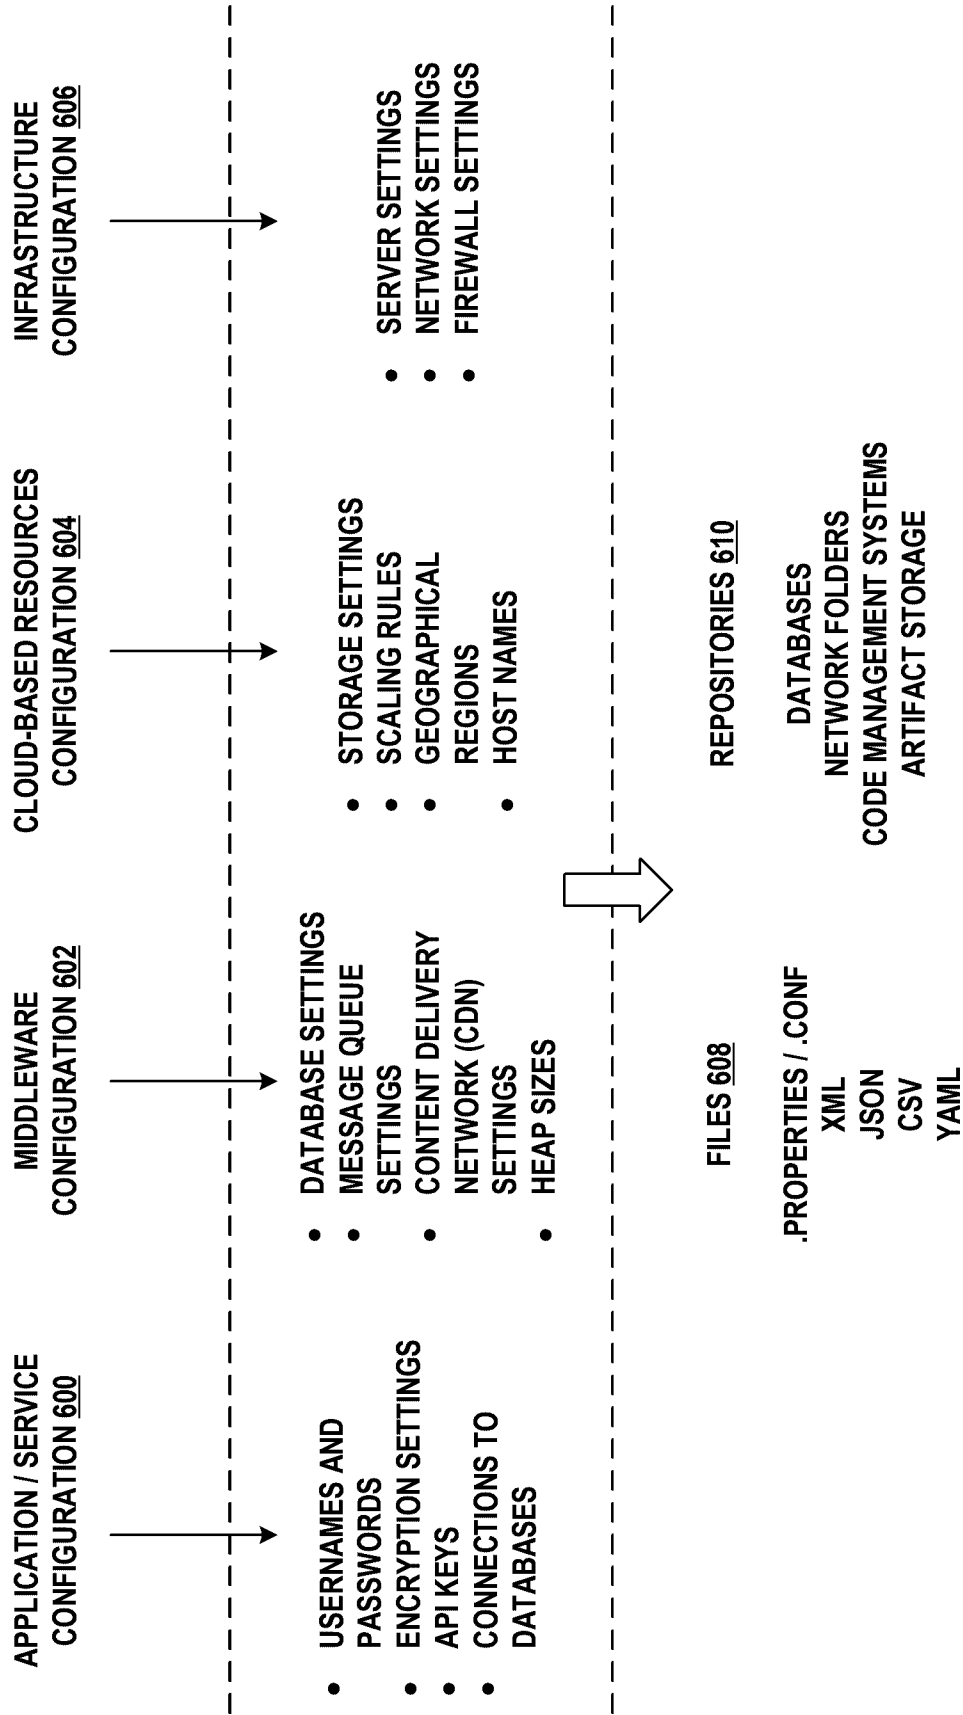 APPLICATION / SERVICE
CONFIGURATION 600
MIDDLEWARE
CONFIGURATION 602
CLOUD-BASED RESOURCES
CONFIGURATION 604
INFRASTRUCTURE
CONFIGURATION 606
• USERNAMES AND
PASSWORDS
• ENCRYPTION SETTINGS
• API KEYS
• CONNECTIONS TO
DATABASES
• DATABASE SETTINGS
• MESSAGE QUEUE
SETTINGS
• CONTENT DELIVERY
NETWORK (CDN)
SETTINGS
• HEAP SIZES
• STORAGE SETTINGS
• SCALING RULES
• GEOGRAPHICAL
REGIONS
• HOST NAMES
• SERVER SETTINGS
• NETWORK SETTINGS
• FIREWALL SETTINGS
FILES 608
.PROPERTIES / .CONF
XML
JSON
CSV
YAML
REPOSITORIES 610
DATABASES
NETWORK FOLDERS
CODE MANAGEMENT SYSTEMS
ARTIFACT STORAGE